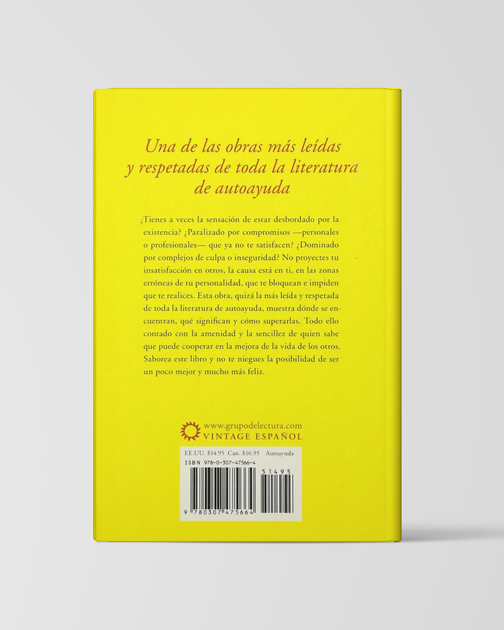 Una de las obras más leídas
y respetadas de toda la literatura
de autoayuda
¿Tienes a veces la sensación de estar desbordado por la
existencia? ¿Paralizado por compromisos —personales
o profesionales— que ya no te satisfacen? ¿Dominado
por complejos de culpa o inseguridad? No proyectes tu
insatisfacción en otros, la causa está en ti, en las zonas
erróneas de tu personalidad, que te bloquean e impiden
que te realices. Esta obra, quizá la más leída y respetada
de toda la literatura de autoayuda, muestra dónde se en-
cuentran, qué significan y cómo superarlas. Todo ello
contado con la amenidad y la sencillez de quien sabe
que puede cooperar en la mejora de la vida de los otros.
Saborea este libro y no te niegues la posibilidad de ser
un poco mejor y mucho más feliz.
www.grupodelectura.com
VINTAGE ESPAÑOL
EE.UU. $14.95 Can. $16.95 Autoayuda
ISBN 978-0-307-47566-4
51495
9 780307 475664